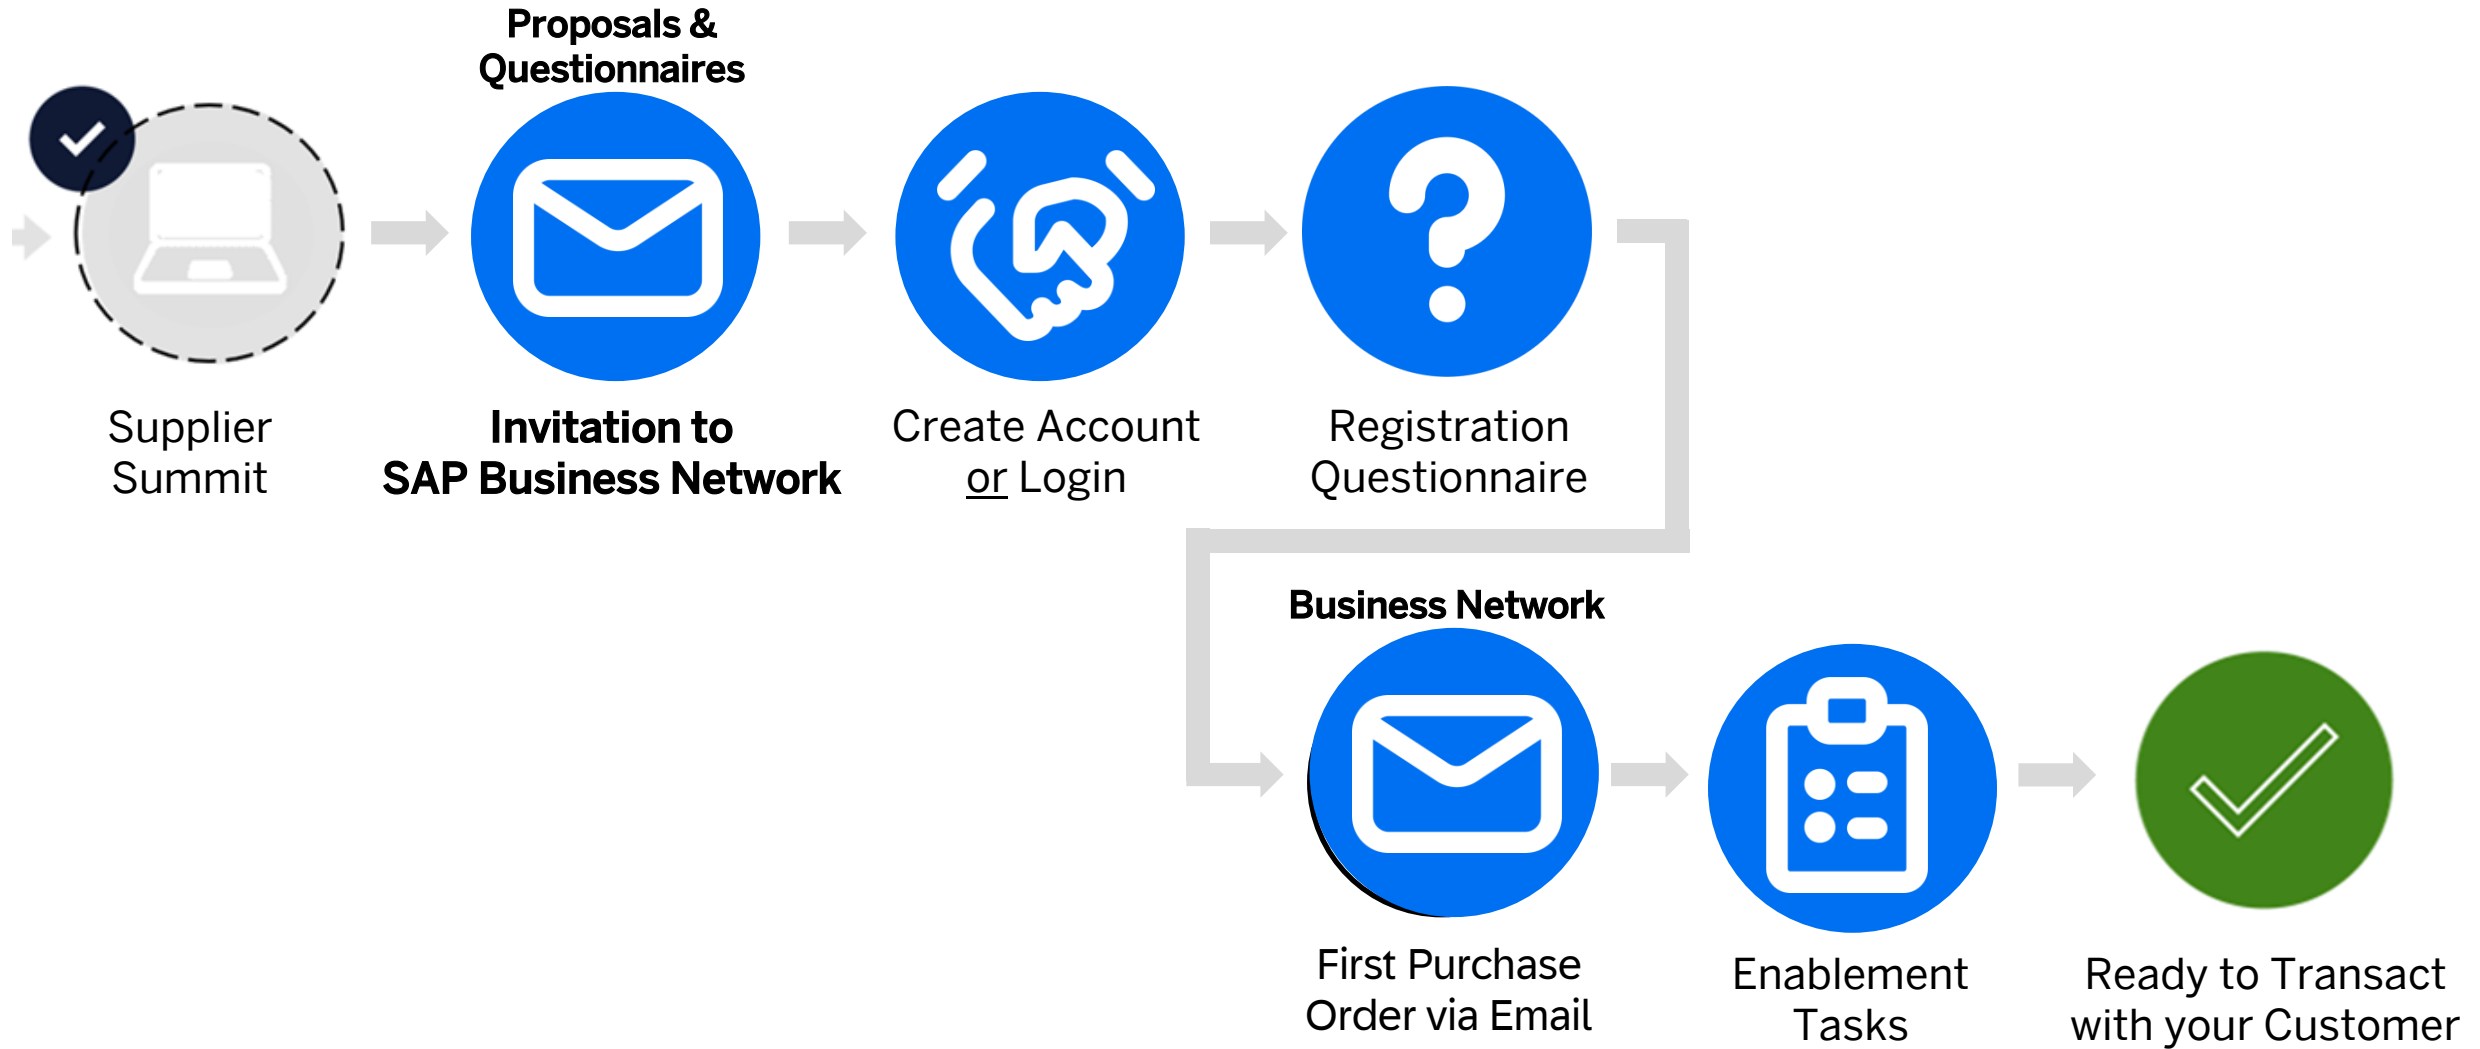 Proposals &
Questionnaires
Supplier
Summit
Invitation to
SAP Business Network
Create Account
or Login
Registration
Questionnaire
Business Network
First Purchase
Order via Email
Enablement
Tasks
Ready to Transact
with your Customer